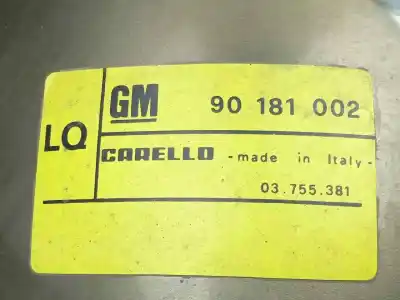 GM 90 181 002
LQ
CARELLO -made in Italy-
03.755.381